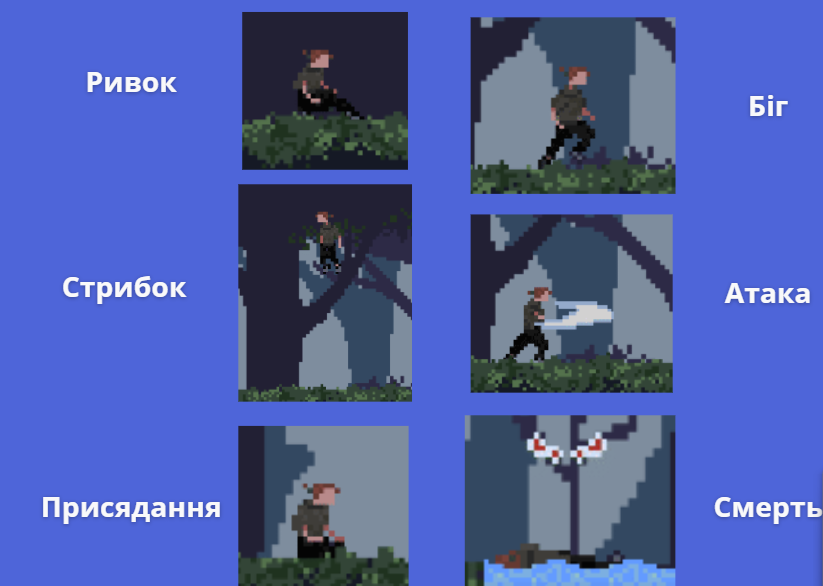 Ривок
Біг
Стрибок
Атака
Присядання
Смерть